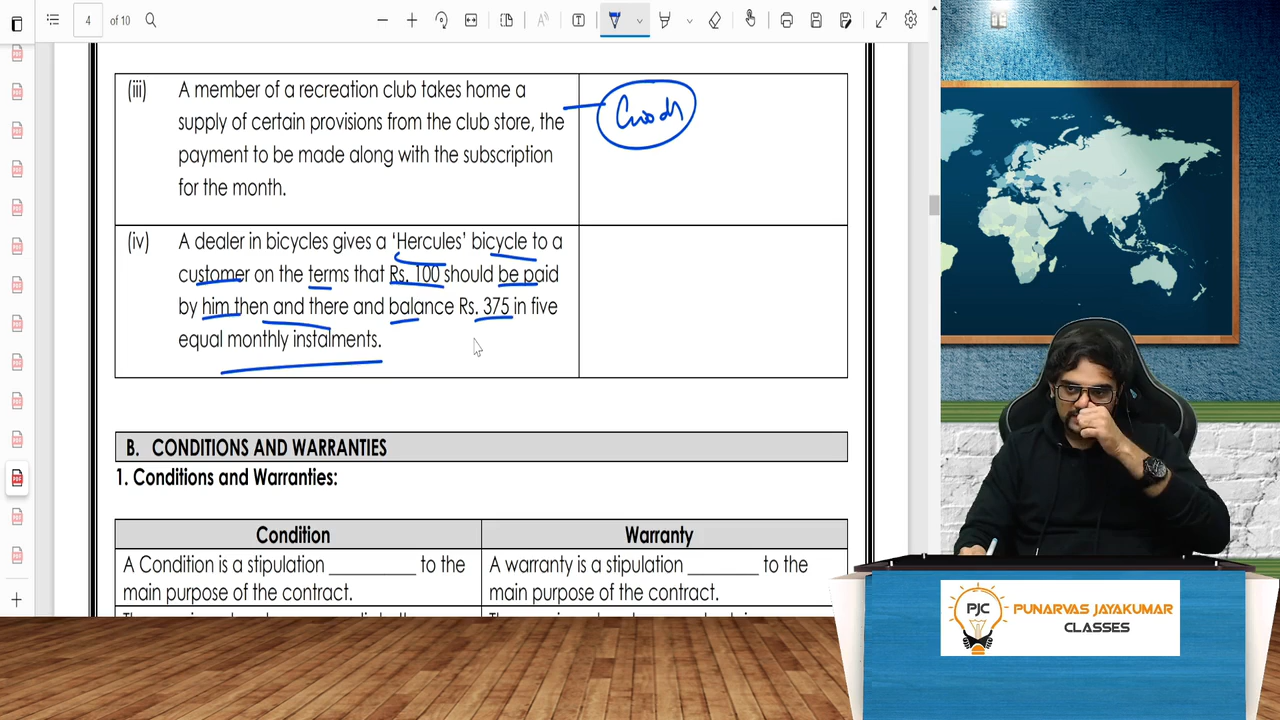 4 of 10
(iii) A member of a recreation club takes home a
supply of certain provisions from the club store, the
payment to be made along with the subscription
for the month.
Goods
(iv) A dealer in bicycles gives a ‘Hercules’ bicycle to a
customer on the terms that Rs. 100 should be paid
by him then and there and balance Rs. 375 in five
equal monthly instalments.
B. CONDITIONS AND WARRANTIES
1. Conditions and Warranties:
Condition Warranty
A Condition is a stipulation __________ to the
main purpose of the contract.
A warranty is a stipulation ________ to the
main purpose of the contract.
PJC
PUNARVAS JAYAKUMAR
CLASSES